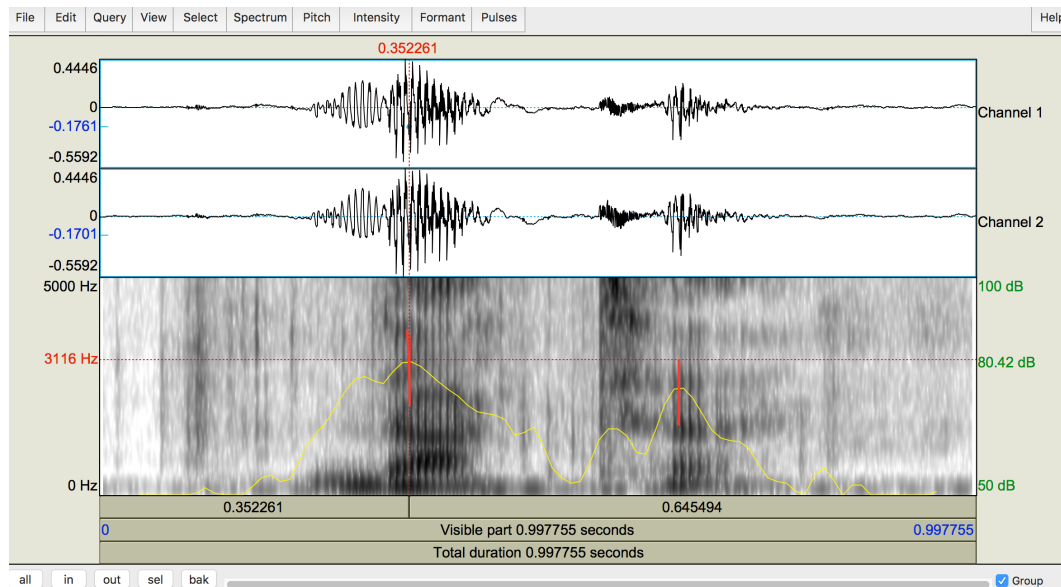 File Edit Query View Select Spectrum Pitch Intensity Formant Pulses Help
0.352261
0.4446
0
-0.1761
-0.5592
Channel 1
0.4446
0
-0.1701
-0.5592
Channel 2
5000 Hz
100 dB
3116 Hz
80.42 dB
0 Hz
50 dB
0.352261 0.645494
0 Visible part 0.997755 seconds 0.997755
Total duration 0.997755 seconds
all in out sel bak Group